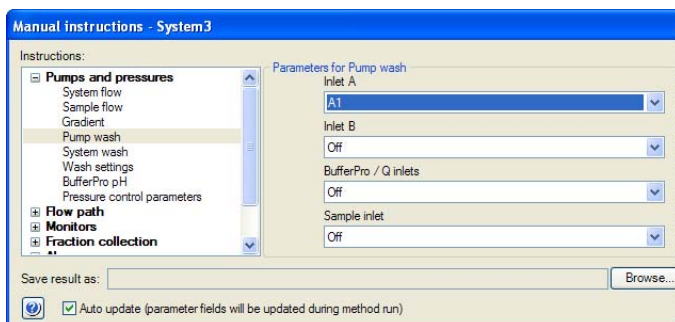 Manual instructions - System3
Instructions:
Pumps and pressures
System flow
Sample flow
Gradient
Pump wash
System wash
Wash settings
BufferPro pH
Pressure control parameters
Flow path
Monitors
Fraction collection
Parameters for Pump wash
Inlet A
A1
Inlet B
Off
BufferPro / Q inlets
Off
Sample inlet
Off
Save result as:
Browse...
Auto update (parameter fields will be updated during method run)